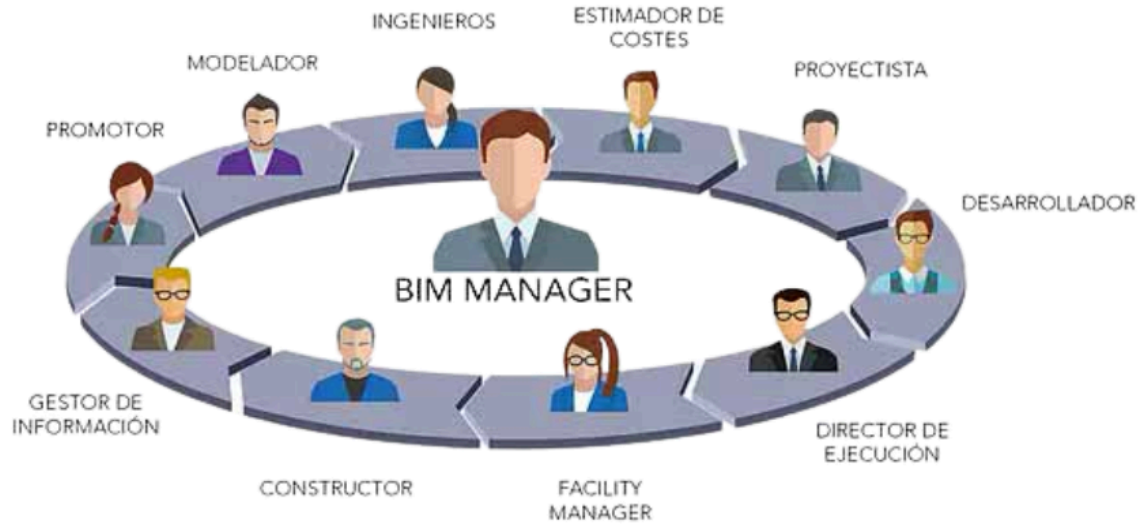 INGENIEROS
ESTIMADOR DE
COSTES
MODELADOR
PROYECTISTA
PROMOTOR
DESARROLLADOR
BIM MANAGER
GESTOR DE
INFORMACIÓN
DIRECTOR DE
EJECUCIÓN
CONSTRUCTOR
FACILITY
MANAGER